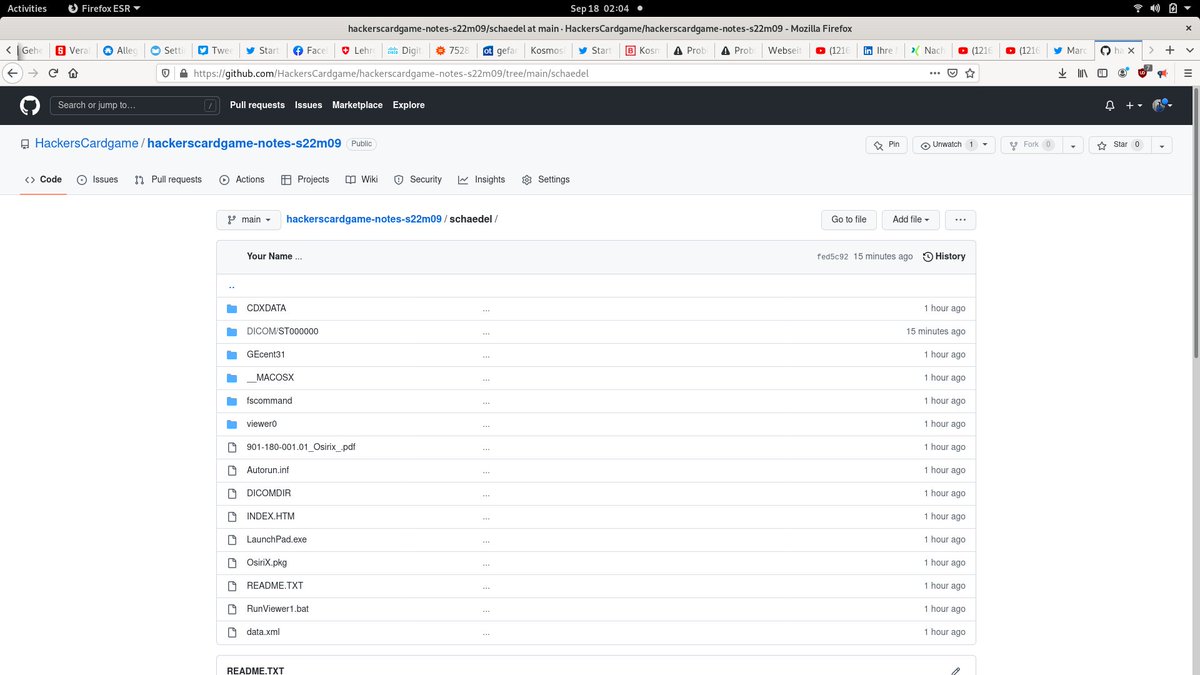 Activities Firefox ESR Sep 18 02:04
hackerscardgame-notes-s22m09/schaedel at main · HackersCardgame/hackerscardgame-notes-s22m09 - Mozilla Firefox
Gehe Vera Alleg Setti Twee Start Face Lehr Digit 7528 gefa Kosmos Start Kosn Prob Prob Webseit (121 Ihre Nach (121 (121 Marc ha
https://github.com/HackersCardgame/hackerscardgame-notes-s22m09/tree/main/schaedel
Search or jump to… / Pull requests Issues Marketplace Explore
HackersCardgame / hackerscardgame-notes-s22m09 Public Pin Unwatch 1 Fork 0 Star 0
Code Issues Pull requests Actions Projects Wiki Security Insights Settings
main hackerscardgame-notes-s22m09 / schaedel / Go to file Add file ...
Your Name ... fed5c92 15 minutes ago History
..
CDXDATA ... 1 hour ago
DICOM/ST000000 ... 15 minutes ago
GEcent31 ... 1 hour ago
__MACOSX ... 1 hour ago
fscommand ... 1 hour ago
viewer0 ... 1 hour ago
901-180-001.01_Osirix_.pdf ... 1 hour ago
Autorun.inf ... 1 hour ago
DICOMDIR ... 1 hour ago
INDEX.HTM ... 1 hour ago
LaunchPad.exe ... 1 hour ago
OsiriX.pkg ... 1 hour ago
README.TXT ... 1 hour ago
RunViewer1.bat ... 1 hour ago
data.xml ... 1 hour ago
README.TXT